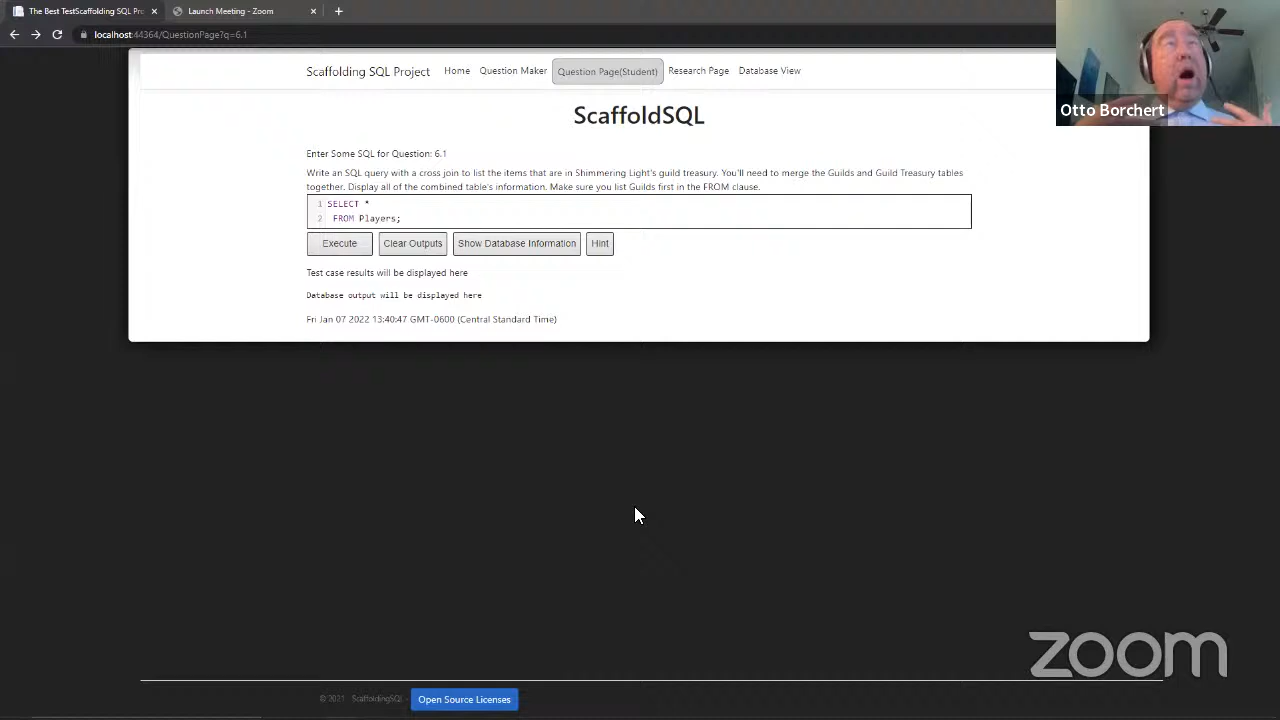 The Best TestScaffolding SQL Pro
Launch Meeting - Zoom
localhost:44364/QuestionPage?q=6.1
Scaffolding SQL Project Home Question Maker Question Page(Student) Research Page Database View
Otto Borchert
ScaffoldSQL
Enter Some SQL for Question: 6.1
Write an SQL query with a cross join to list the items that are in Shimmering Light's guild treasury. You'll need to merge the Guilds and Guild Treasury tables
together. Display all of the combined table's information. Make sure you list Guilds first in the FROM clause.
1 SELECT *
2 FROM Players;
Execute Clear Outputs Show Database Information Hint
Test case results will be displayed here
Database output will be displayed here
Fri Jan 07 2022 13:40:47 GMT-0600 (Central Standard Time)
zoom
© 2021 - ScaffoldingSQL - Open Source Licenses